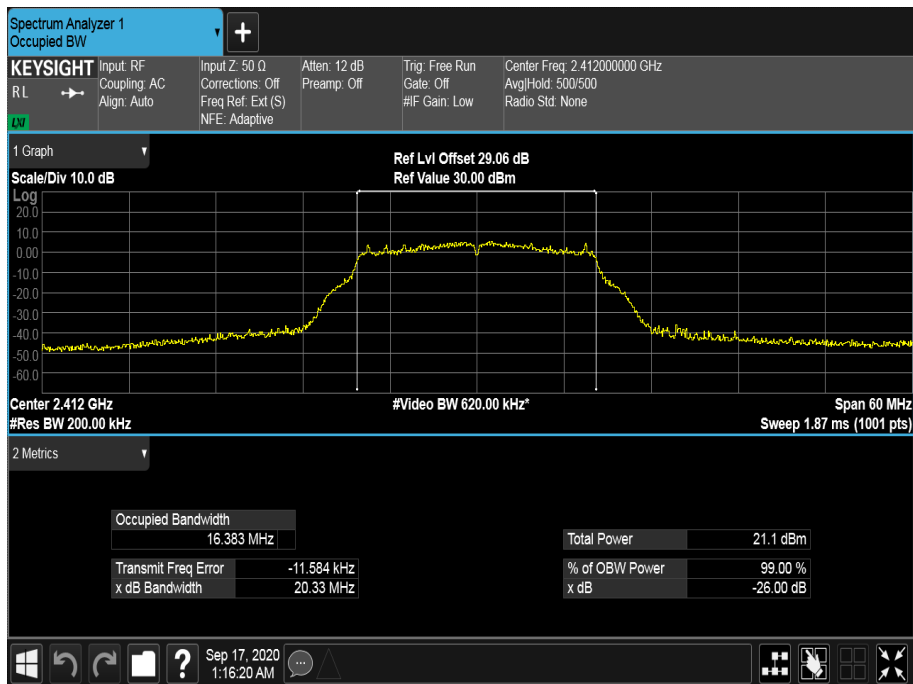 Spectrum Analyzer 1
Occupied BW
▼
+
KEYSIGHT
RL
LXI
Input: RF
Coupling: AC
Align: Auto
Input Z: 50 Ω
Corrections: Off
Freq Ref: Ext (S)
NFE: Adaptive
Atten: 12 dB
Preamp: Off
Trig: Free Run
Gate: Off
#IF Gain: Low
Center Freq: 2.412000000 GHz
Avg|Hold: 500/500
Radio Std: None
1 Graph ▼
Ref Lvl Offset 29.06 dB
Scale/Div 10.0 dB Ref Value 30.00 dBm
Log
20.0
10.0
0.00
-10.0
-20.0
-30.0
-40.0
-50.0
-60.0
Center 2.412 GHz #Video BW 620.00 kHz* Span 60 MHz
#Res BW 200.00 kHz Sweep 1.87 ms (1001 pts)
2 Metrics ▼
Occupied Bandwidth
16.383 MHz Total Power 21.1 dBm
Transmit Freq Error -11.584 kHz % of OBW Power 99.00 %
x dB Bandwidth 20.33 MHz x dB -26.00 dB
?
Sep 17, 2020
1:16:20 AM
...